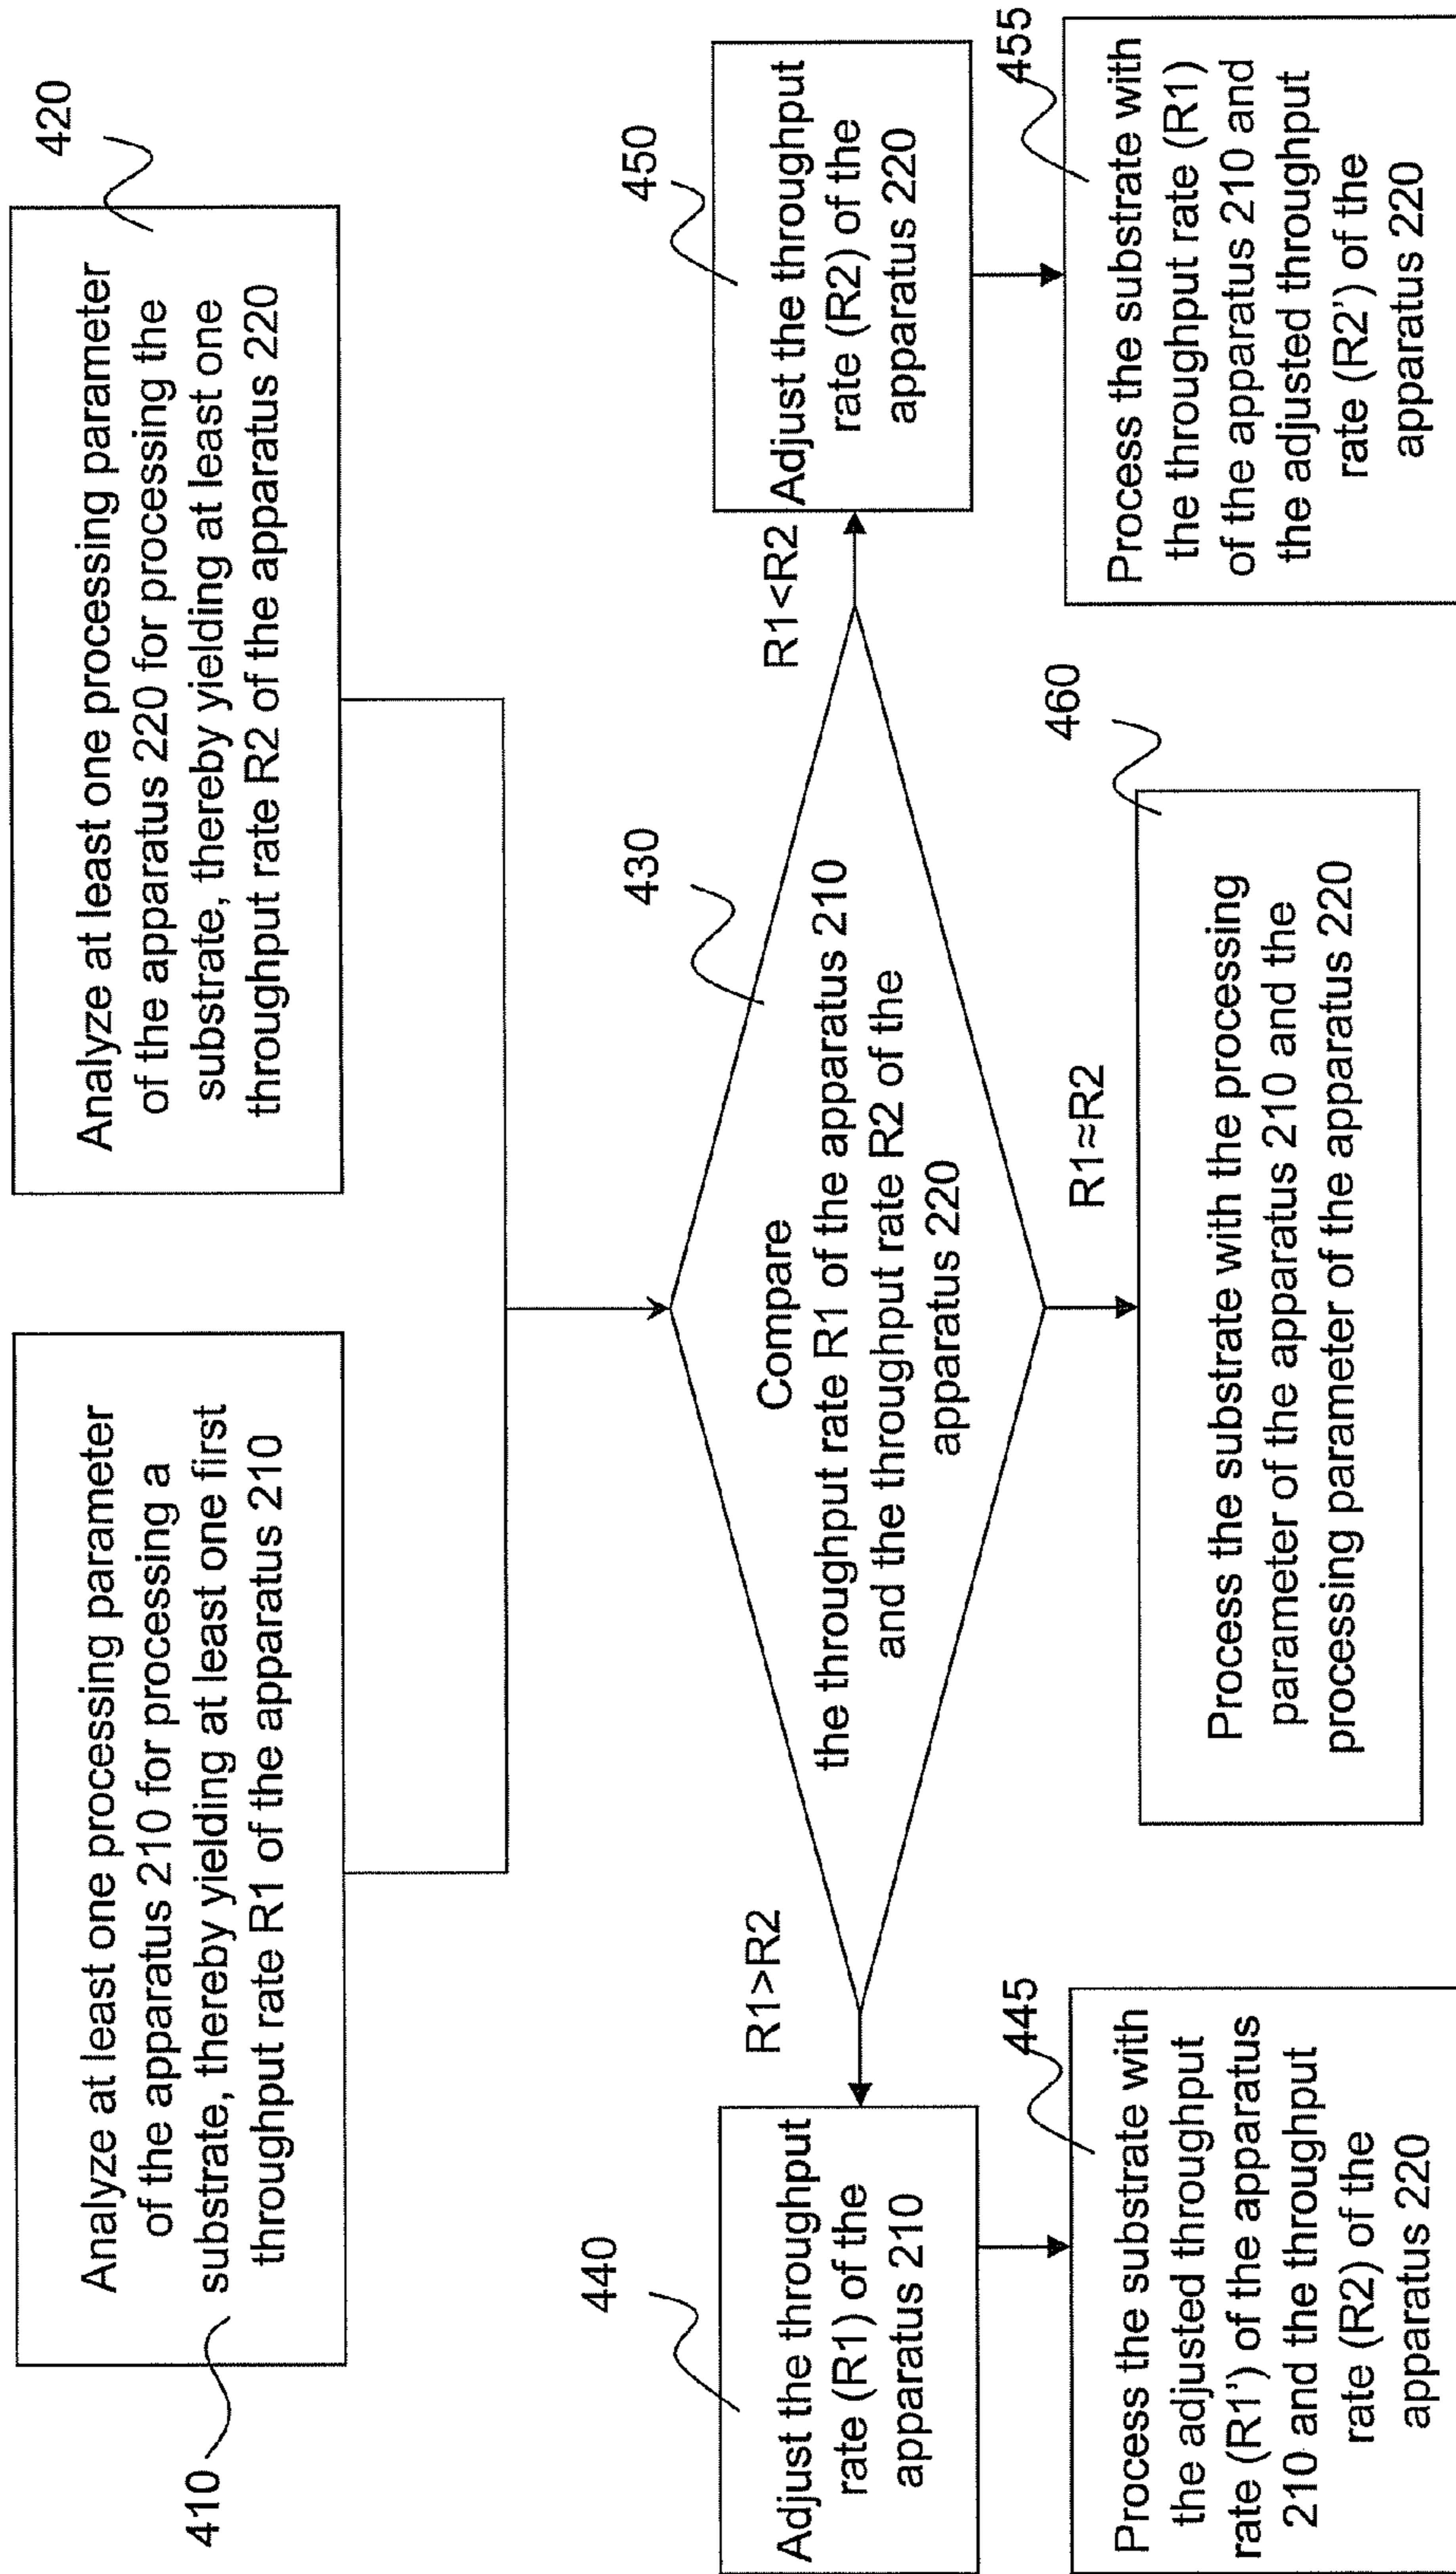 Analyze at least one processing parameter
of the apparatus 210 for processing a
substrate, thereby yielding at least one first
throughput rate R1 of the apparatus 210
410
Analyze at least one processing parameter
of the apparatus 220 for processing the
substrate, thereby yielding at least one
throughput rate R2 of the apparatus 220
420
Compare
the throughput rate R1 of the apparatus 210
and the throughput rate R2 of the
apparatus 220
430
R1>R2
R1<R2
R1≈R2
440
Adjust the throughput
rate (R1) of the
apparatus 210
450
Adjust the throughput
rate (R2) of the
apparatus 220
445
Process the substrate with
the adjusted throughput
rate (R1’) of the apparatus
210 and the throughput
rate (R2) of the
apparatus 220
460
Process the substrate with the processing
parameter of the apparatus 210 and the
processing parameter of the apparatus 220
455
Process the substrate with
the throughput rate (R1)
of the apparatus 210 and
the adjusted throughput
rate (R2’) of the
apparatus 220